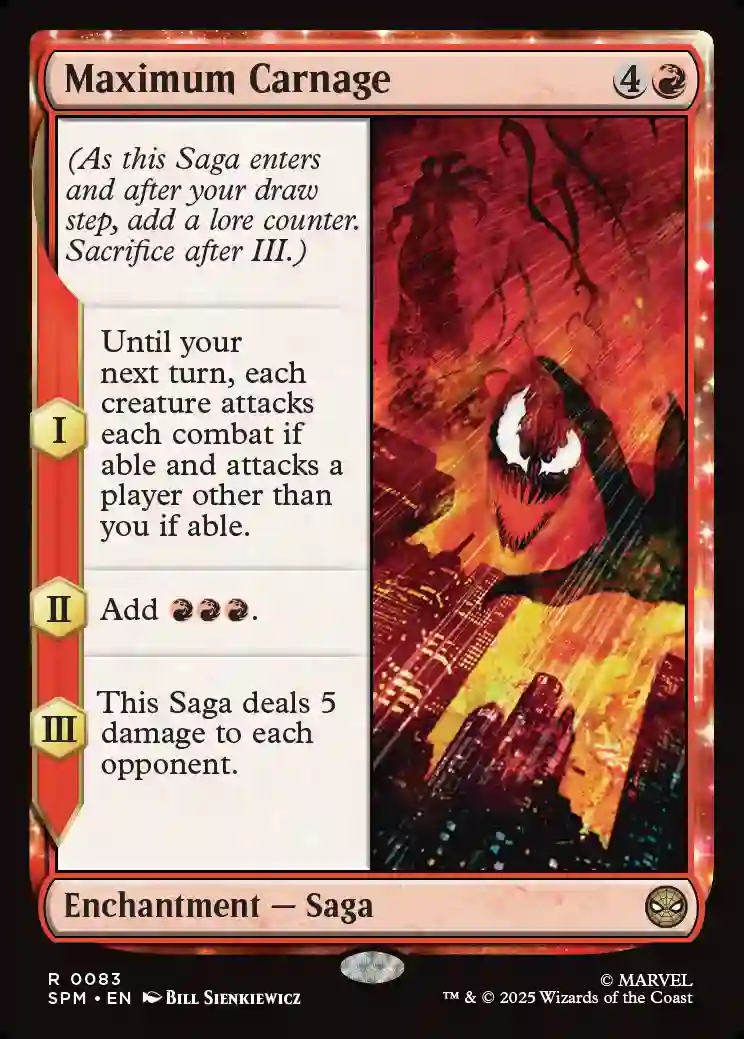 Maximum Carnage 4
(As this Saga enters
and after your draw
step, add a lore counter.
Sacrifice after III.)
I
Until your
next turn, each
creature attacks
each combat if
able and attacks a
player other than
you if able.
II
Add .
III
This Saga deals 5
damage to each
opponent.
Enchantment — Saga
R 0083
SPM • EN Bill Sienkiewicz
© MARVEL
™ & © 2025 Wizards of the Coast